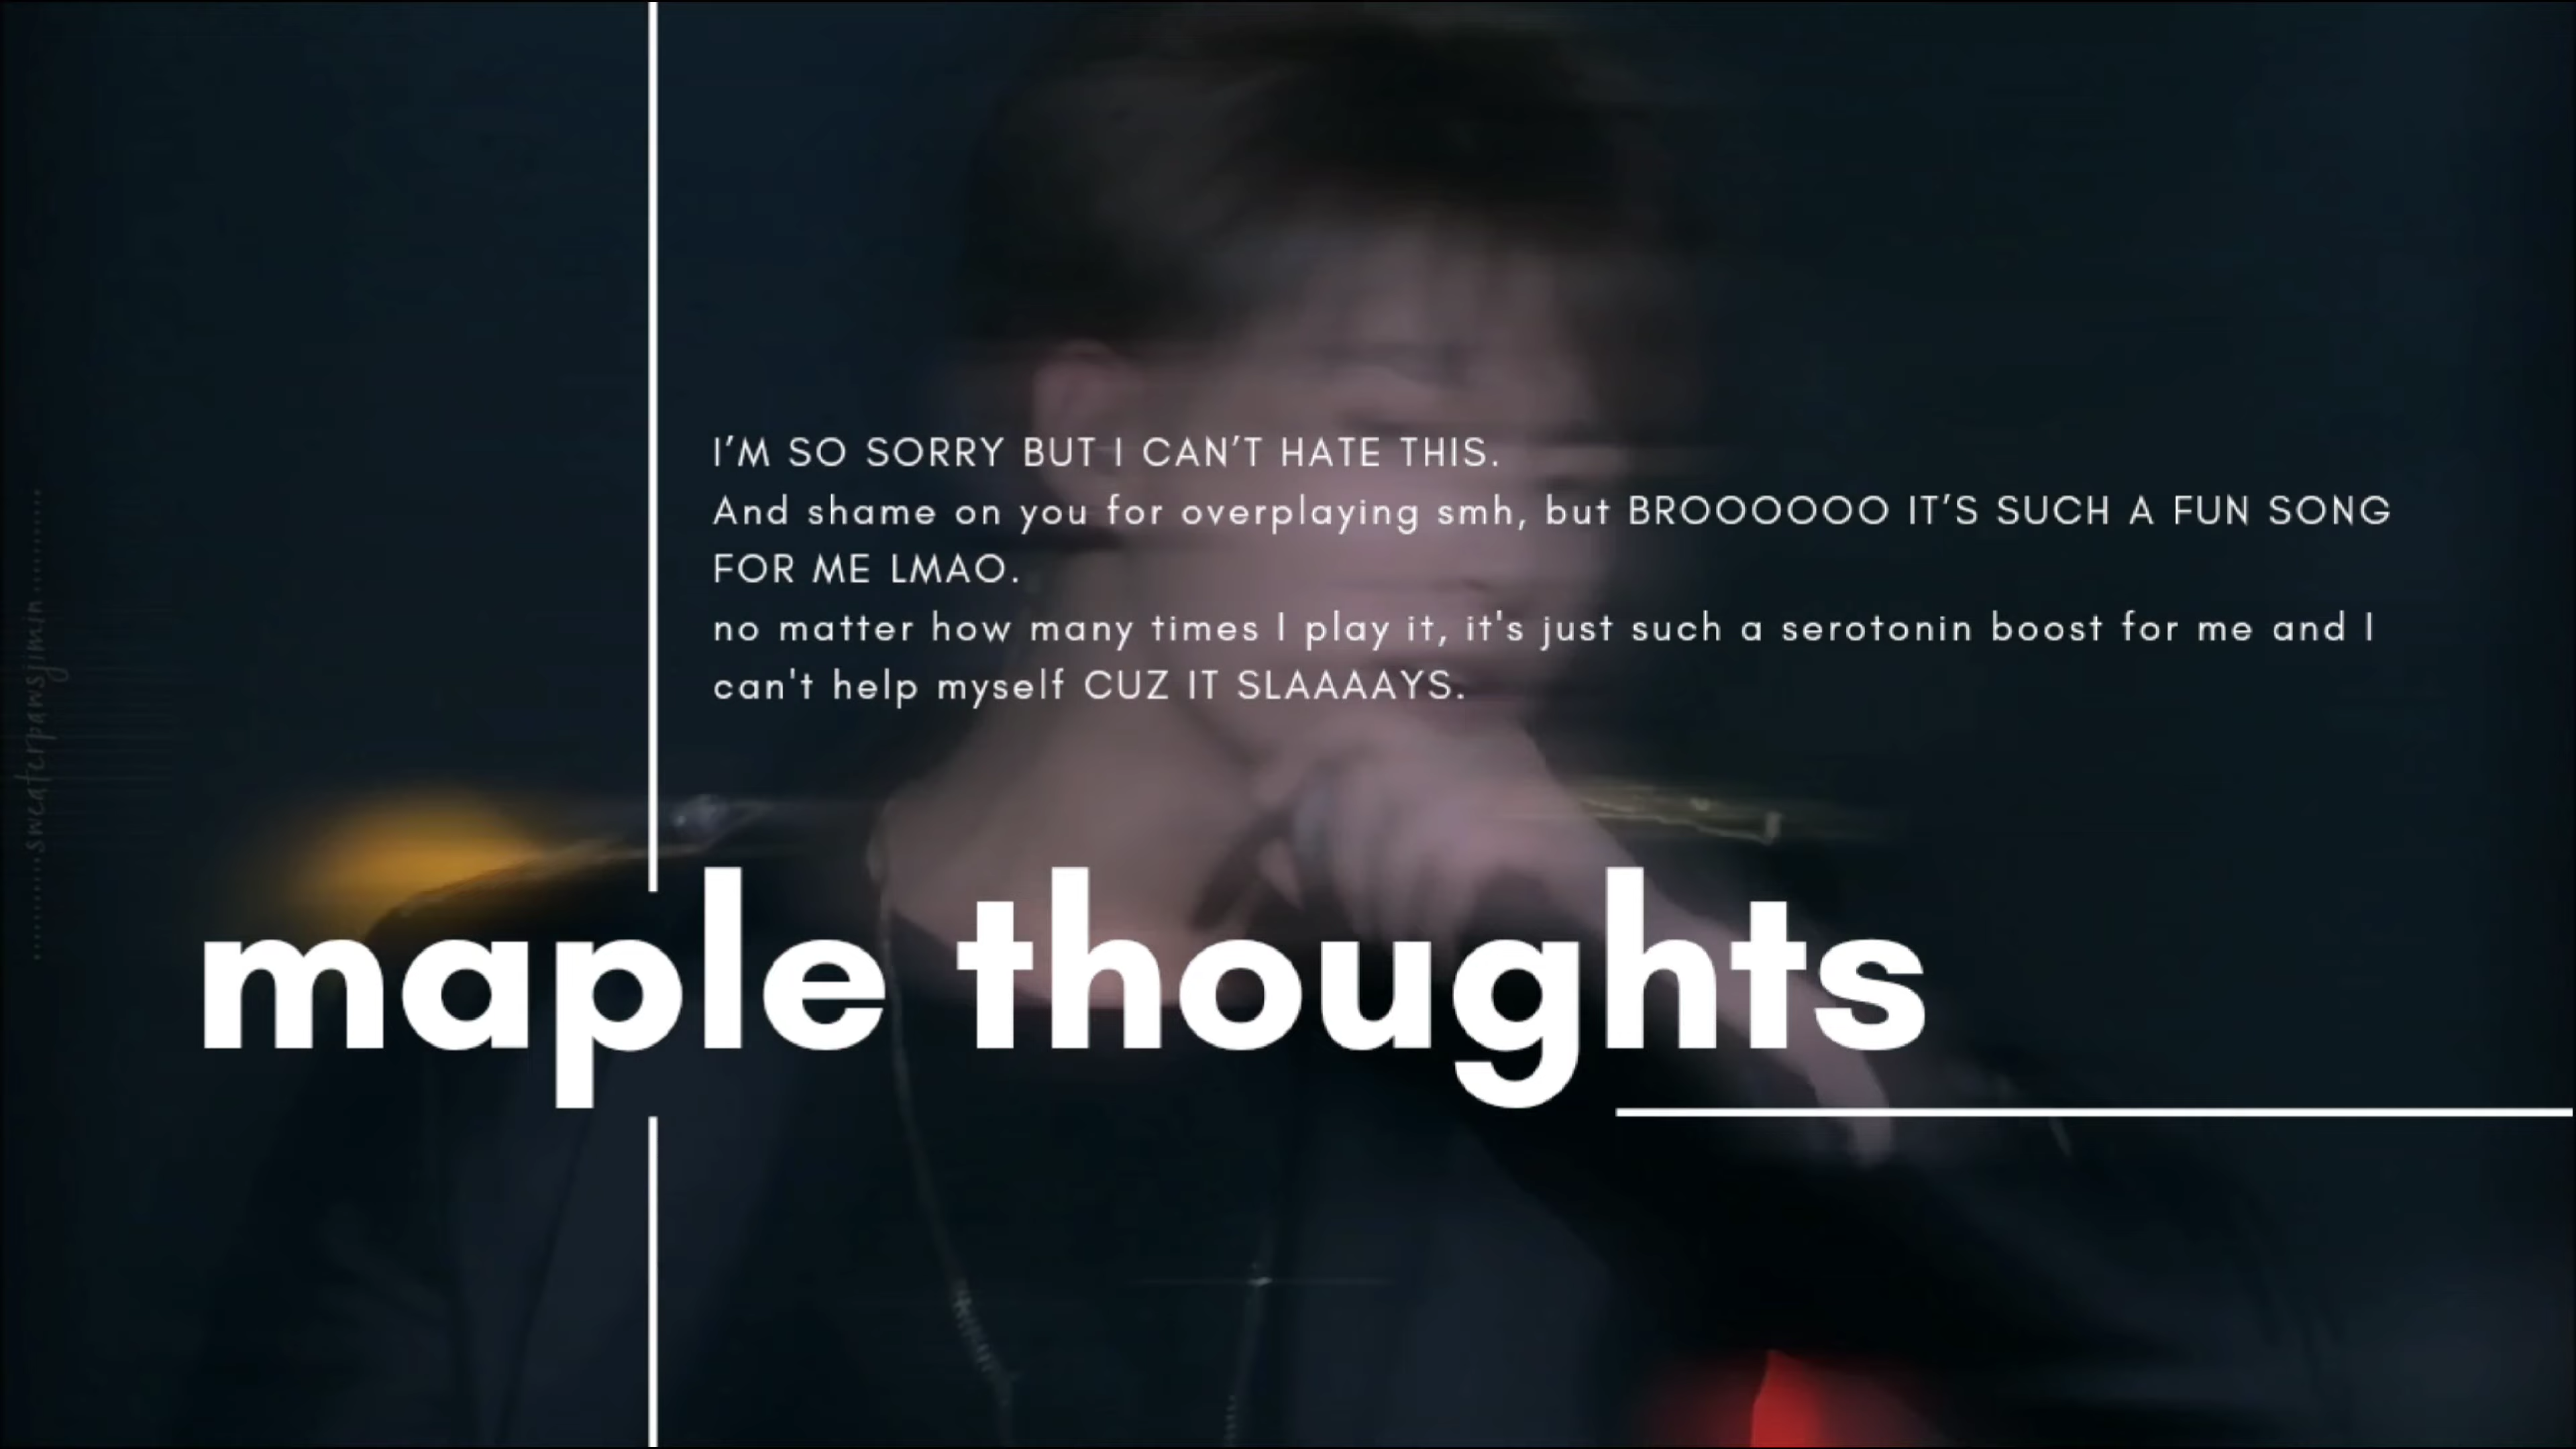 I’M SO SORRY BUT I CAN’T HATE THIS.
And shame on you for overplaying smh, but BROOOOOO IT’S SUCH A FUN SONG
FOR ME LMAO.
no matter how many times I play it, it's just such a serotonin boost for me and I
can't help myself CUZ IT SLAAAAYS.
maple thoughts
sweaterpawsjimin